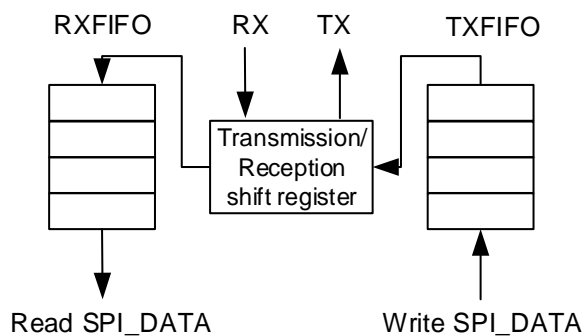 RXFIFO RX TX TXFIFO
Transmission/
Reception
shift register
Read SPI_DATA Write SPI_DATA